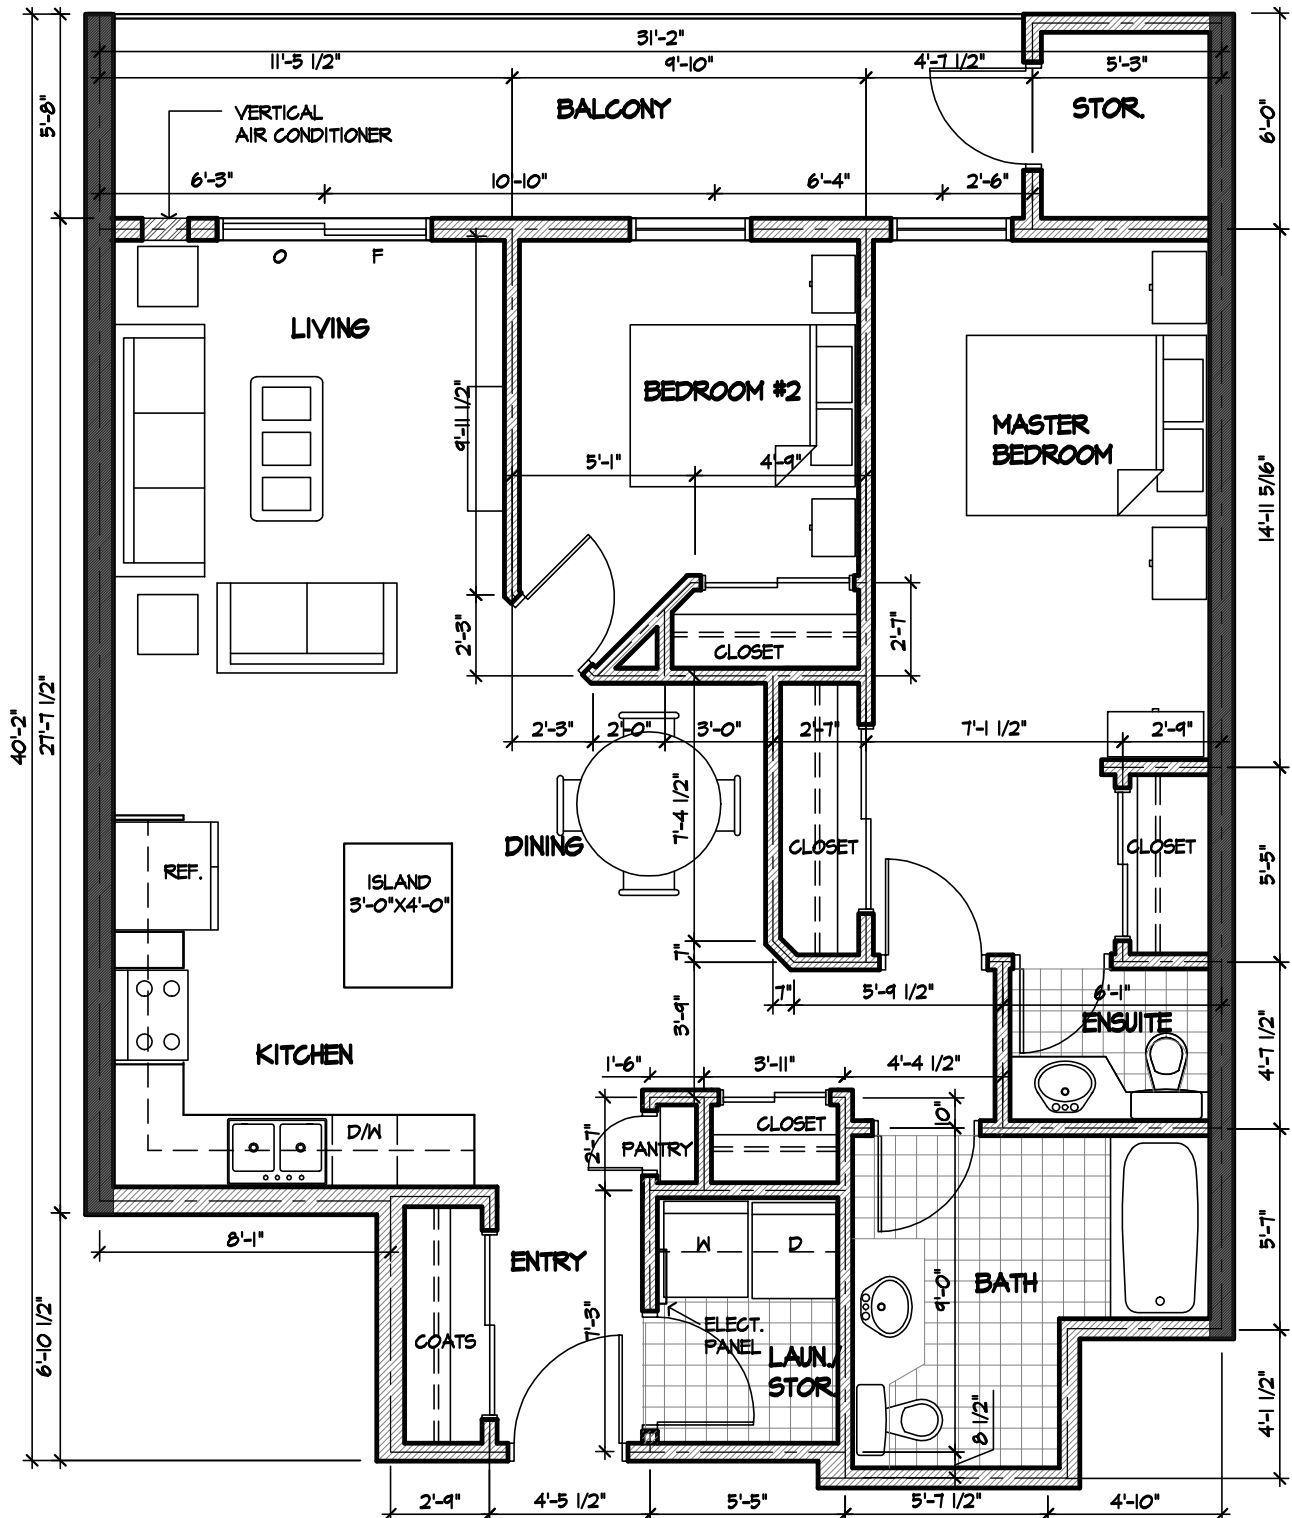 31'-2"
11'-5 1/2"
9'-10"
4'-7 1/2"
5'-3"
5'-8"
6'-0"
VERTICAL
AIR CONDITIONER
BALCONY
STOR.
6'-3"
10'-10"
6'-4"
2'-6"
O
F
LIVING
BEDROOM #2
MASTER
BEDROOM
9'-11 1/2"
5'-1"
4'-9"
14'-11 5/16"
2'-3"
2'-7"
CLOSET
40'-2"
27'-7 1/2"
2'-3"
2'-0"
3'-0"
2'-7"
7'-1 1/2"
2'-9"
7'-4 1/2"
DINING
CLOSET
CLOSET
5'-5"
REF.
ISLAND
3'-0"X4'-0"
7"
7"
5'-9 1/2"
6'-1"
3'-9"
ENSUITE
KITCHEN
1'-6"
3'-11"
4'-4 1/2"
4'-7 1/2"
10"
D/W
2'-7"
PANTRY
CLOSET
8'-1"
ENTRY
W
D
BATH
5'-7"
9'-0"
7'-3"
6'-10 1/2"
COATS
ELECT.
PANEL
LAUN./
STOR.
8 1/2"
4'-1 1/2"
2'-9"
4'-5 1/2"
5'-5"
5'-7 1/2"
4'-10"